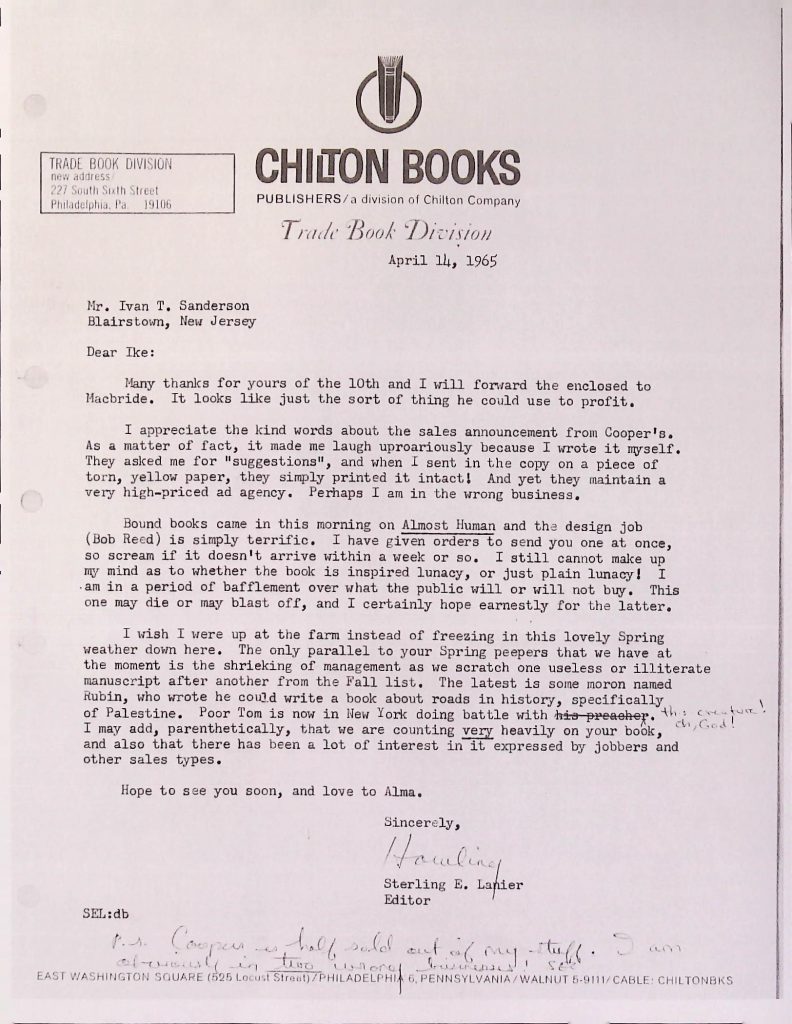 TRADE BOOK DIVISION
new address
227 South Sixth Street
Philadelphia, Pa. 19106
CHILTON BOOKS
PUBLISHERS/a division of Chilton Company
Trade Book Division
April 14, 1965
Mr. Ivan T. Sanderson
Blairstown, New Jersey
Dear Ike:
Many thanks for yours of the 10th and I will forward the enclosed to
Macbride. It looks like just the sort of thing he could use to profit.
I appreciate the kind words about the sales announcement from Cooper's.
As a matter of fact, it made me laugh uproariously because I wrote it myself.
They asked me for "suggestions", and when I sent in the copy on a piece of
torn, yellow paper, they simply printed it intact! And yet they maintain a
very high-priced ad agency. Perhaps I am in the wrong business.
Bound books came in this morning on Almost Human and the design job
(Bob Reed) is simply terrific. I have given orders to send you one at once,
so scream if it doesn't arrive within a week or so. I still cannot make up
my mind as to whether the book is inspired lunacy, or just plain lunacy! I
am in a period of bafflement over what the public will or will not buy. This
one may die or may blast off, and I certainly hope earnestly for the latter.
I wish I were up at the farm instead of freezing in this lovely Spring
weather down here. The only parallel to your Spring peepers that we have at
the moment is the shrieking of management as we scratch one useless or illiterate
manuscript after another from the Fall list. The latest is some moron named
Rubin, who wrote he could write a book about roads in history, specifically
of Palestine. Poor Tom is now in New York doing battle with his preacher. this creature!
oh, God!
I may add, parenthetically, that we are counting very heavily on your book,
and also that there has been a lot of interest in it expressed by jobbers and
other sales types.
Hope to see you soon, and love to Alma.
Sincerely,
Howling
Sterling E. Lanier
Editor
SEL:db
P.S. Coopers is half sold out of my stuff. I am
obviously in two wrong businesses!
EAST WASHINGTON SQUARE (525 Locust Street)/PHILADELPHIA 6, PENNSYLVANIA/WALNUT 5-9111/CABLE: CHILTONBKS